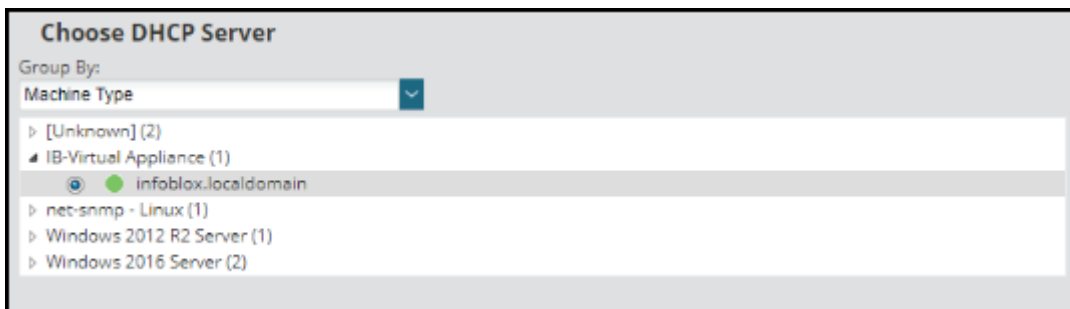 Choose DHCP Server
Group By:
Machine Type
[Unknown] (2)
IB-Virtual Appliance (1)
infoblox.localdomain
net-snmp - Linux (1)
Windows 2012 R2 Server (1)
Windows 2016 Server (2)